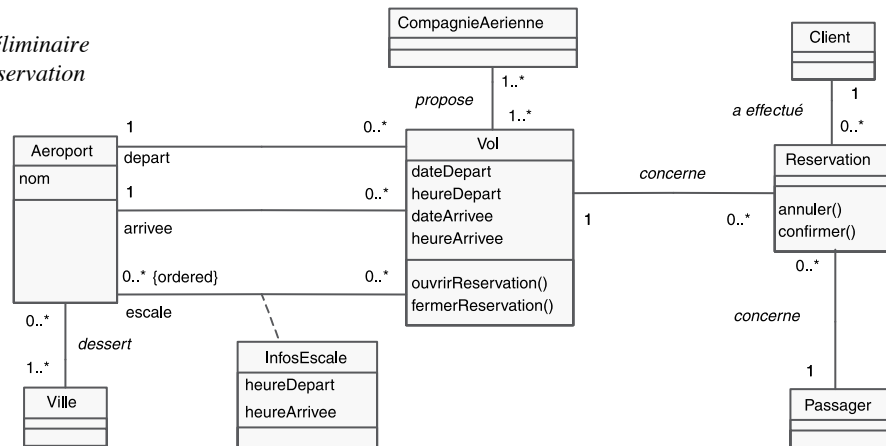 CompagnieAerienne
Client
1..*
propose
1..*
1
a effectué
0..*
1
0..*
Aeroport
depart
nom
1
0..*
arrivee
0..* {ordered}
0..*
escale
Vol
dateDepart
heureDepart
dateArrivee
heureArrivee
ouvrirReservation()
fermerReservation()
concerne
1
0..*
Reservation
annuler()
confirmer()
0..*
concerne
1
Passager
0..*
dessert
1..*
Ville
InfosEscale
heureDepart
heureArrivee